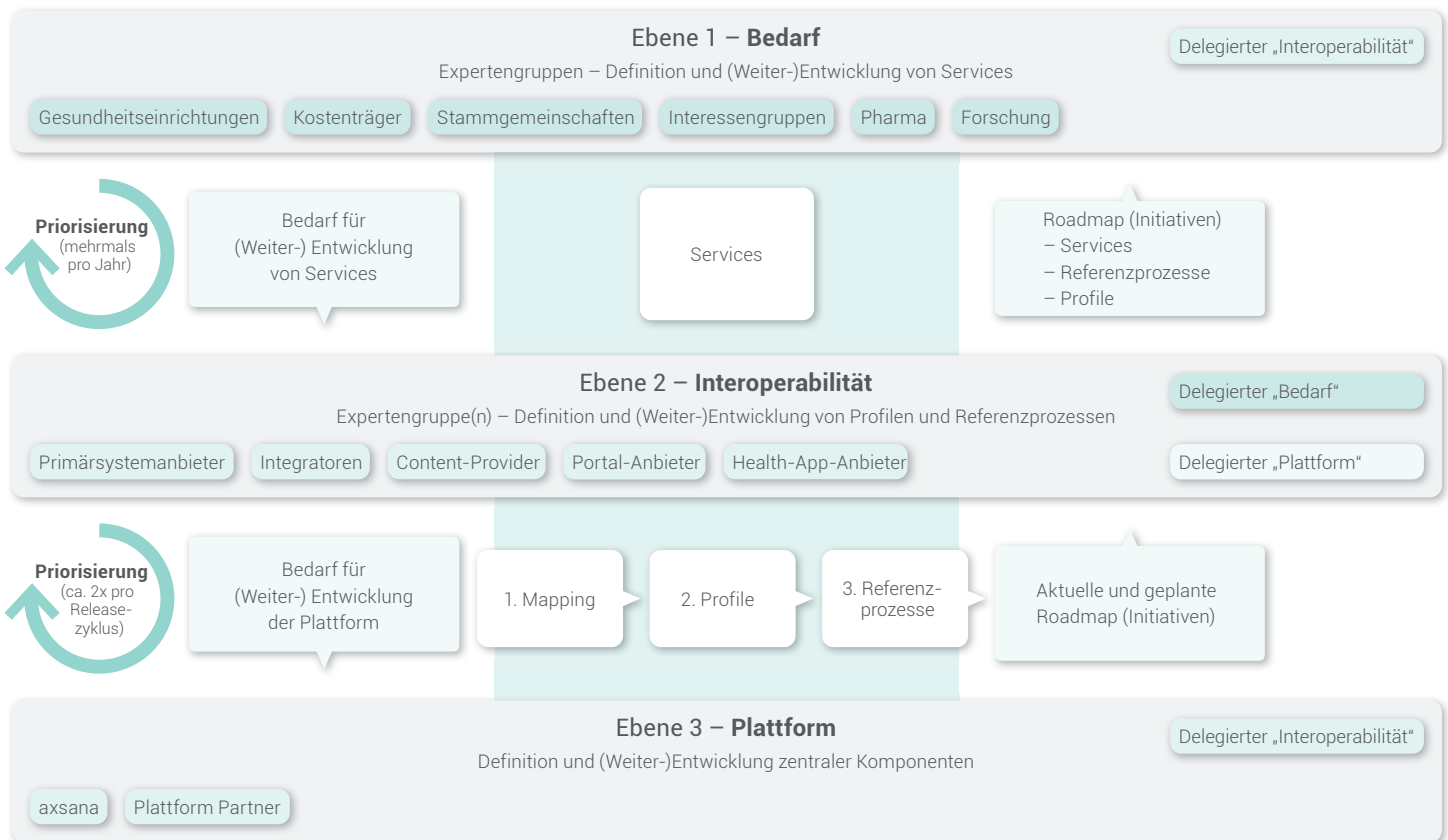 Ebene 1 – Bedarf
Delegierter „Interoperabilität“
Expertengruppen – Definition und (Weiter-)Entwicklung von Services
Gesundheitseinrichtungen
Kostenträger
Stammgemeinschaften
Interessengruppen
Pharma
Forschung
Priorisierung
(mehrmals
pro Jahr)
Bedarf für
(Weiter-) Entwicklung
von Services
Services
Roadmap (Initiativen)
– Services
– Referenzprozesse
– Profile
Ebene 2 – Interoperabilität
Delegierter „Bedarf“
Expertengruppe(n) – Definition und (Weiter-)Entwicklung von Profilen und Referenzprozessen
Primärsystemanbieter
Integratoren
Content-Provider
Portal-Anbieter
Health-App-Anbieter
Delegierter „Plattform“
Priorisierung
(ca. 2x pro
Release-
zyklus)
Bedarf für
(Weiter-) Entwicklung
der Plattform
1. Mapping
2. Profile
3. Referenz-
prozesse
Aktuelle und geplante
Roadmap (Initiativen)
Ebene 3 – Plattform
Delegierter „Interoperabilität“
Definition und (Weiter-)Entwicklung zentraler Komponenten
axsana
Plattform Partner